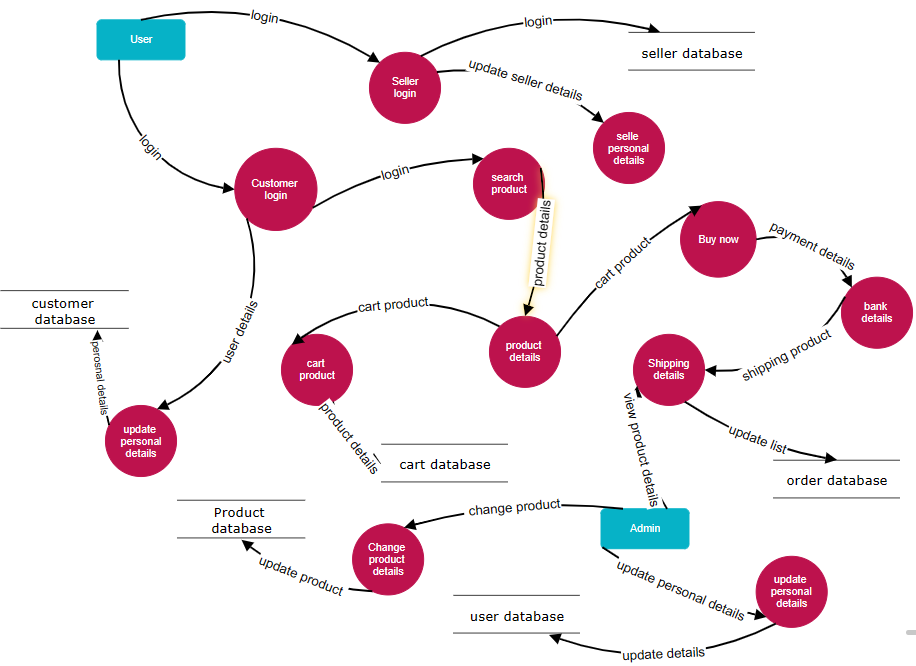 login
User
login
seller database
Seller
login
update seller details
selle
personal
details
login
Customer
login
login
search
product
product details
cart product
Buy now
payment details
bank
details
customer
database
user details
cart product
product
details
cart
product
shipping product
Shipping
details
perosnal details
update
personal
details
product details
cart database
view product details
update list
order database
Product
database
change product
Admin
Change
product
details
update product
update personal details
update
personal
details
user database
update details